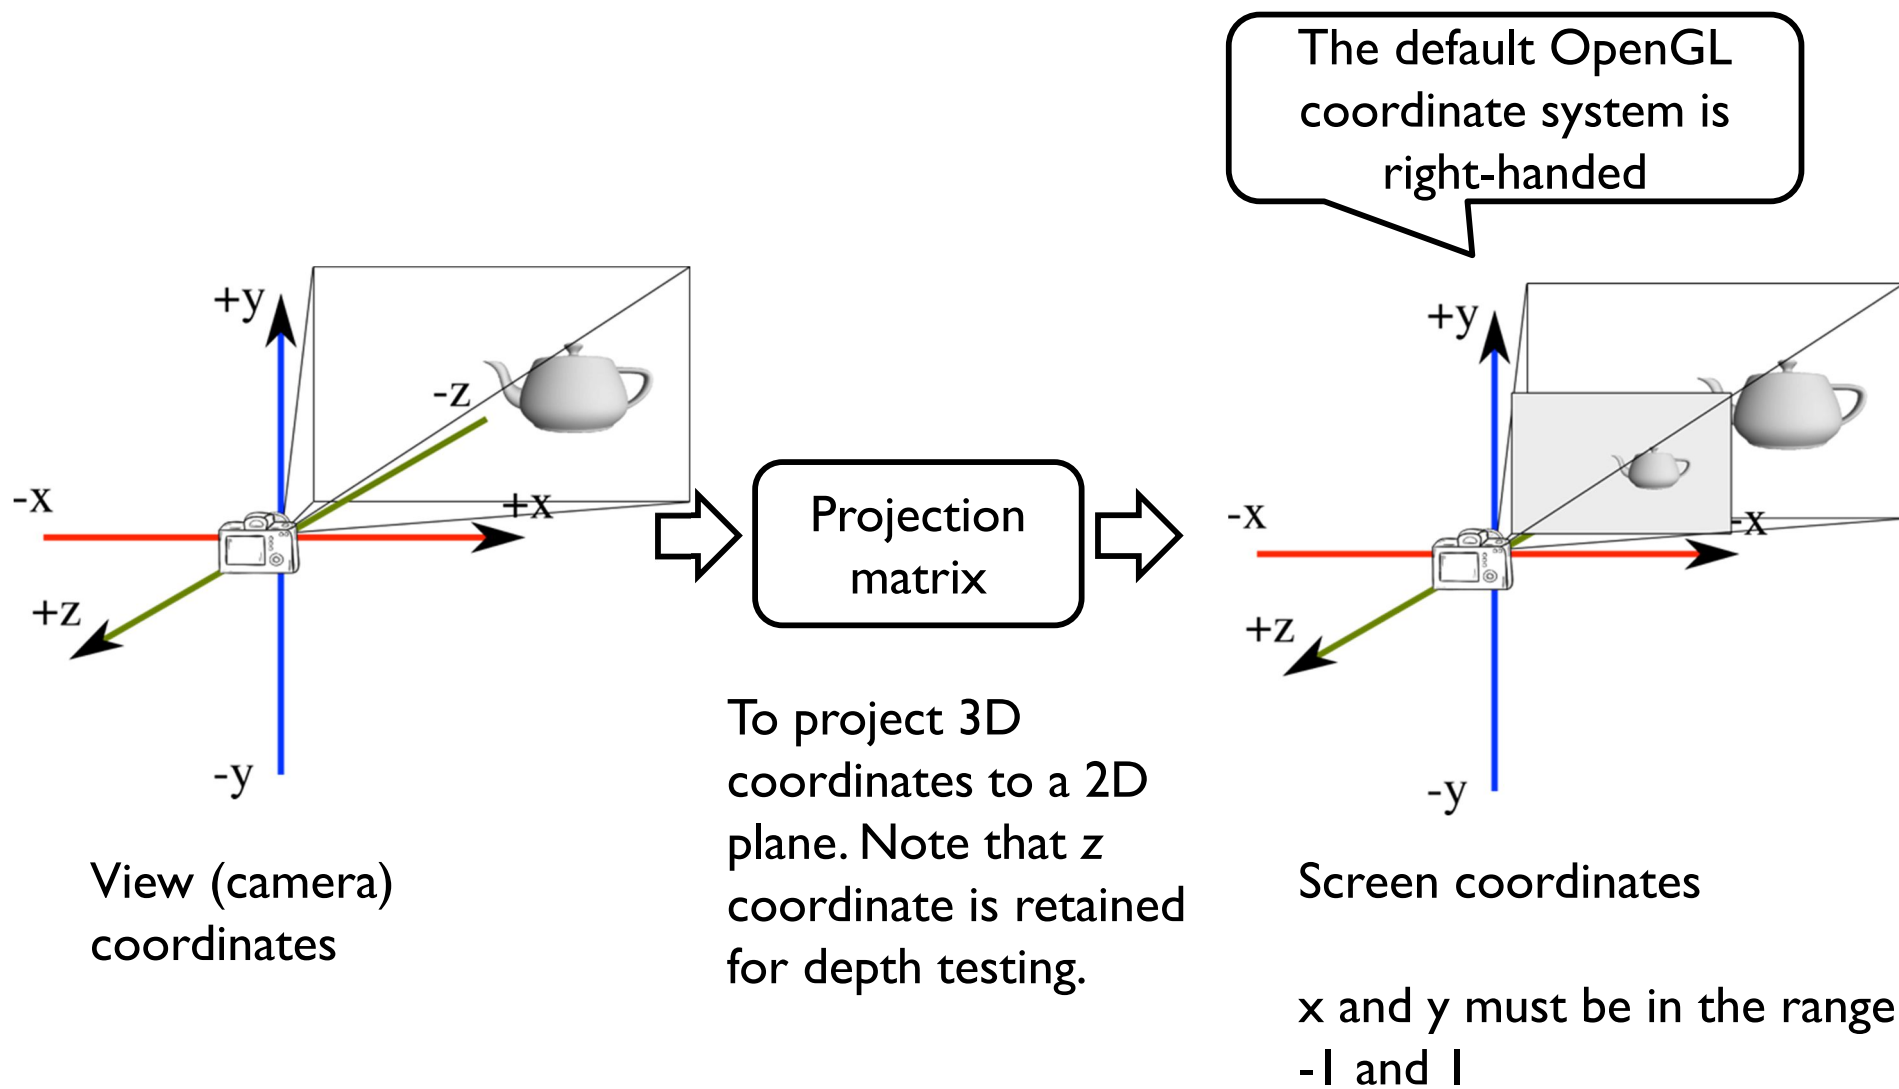 The default OpenGL
coordinate system is
right-handed
+y
-z
-x
+x
+z
-y
View (camera)
coordinates
Projection
matrix
To project 3D
coordinates to a 2D
plane. Note that z
coordinate is retained
for depth testing.
+y
-x
-x
+z
-y
Screen coordinates
x and y must be in the range
-1 and 1